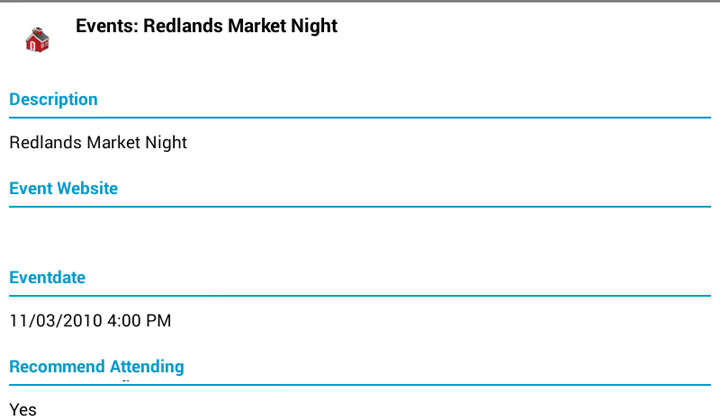 Events: Redlands Market Night
Description
Redlands Market Night
Event Website
Eventdate
11/03/2010 4:00 PM
Recommend Attending
Yes